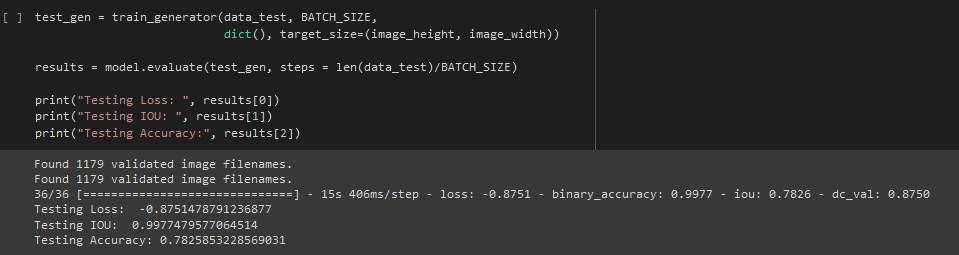 [ ] test_gen = train_generator(data_test, BATCH_SIZE,
dict(), target_size=(image_height, image_width))
results = model.evaluate(test_gen, steps = len(data_test)/BATCH_SIZE)
print("Testing Loss: ", results[0])
print("Testing IOU: ", results[1])
print("Testing Accuracy:", results[2])
Found 1179 validated image filenames.
Found 1179 validated image filenames.
36/36 [==============================] - 15s 406ms/step - loss: -0.8751 - binary_accuracy: 0.9977 - iou: 0.7826 - dc_val: 0.8750
Testing Loss:  -0.8751478791236877
Testing IOU:  0.9977479577064514
Testing Accuracy: 0.7825853228569031